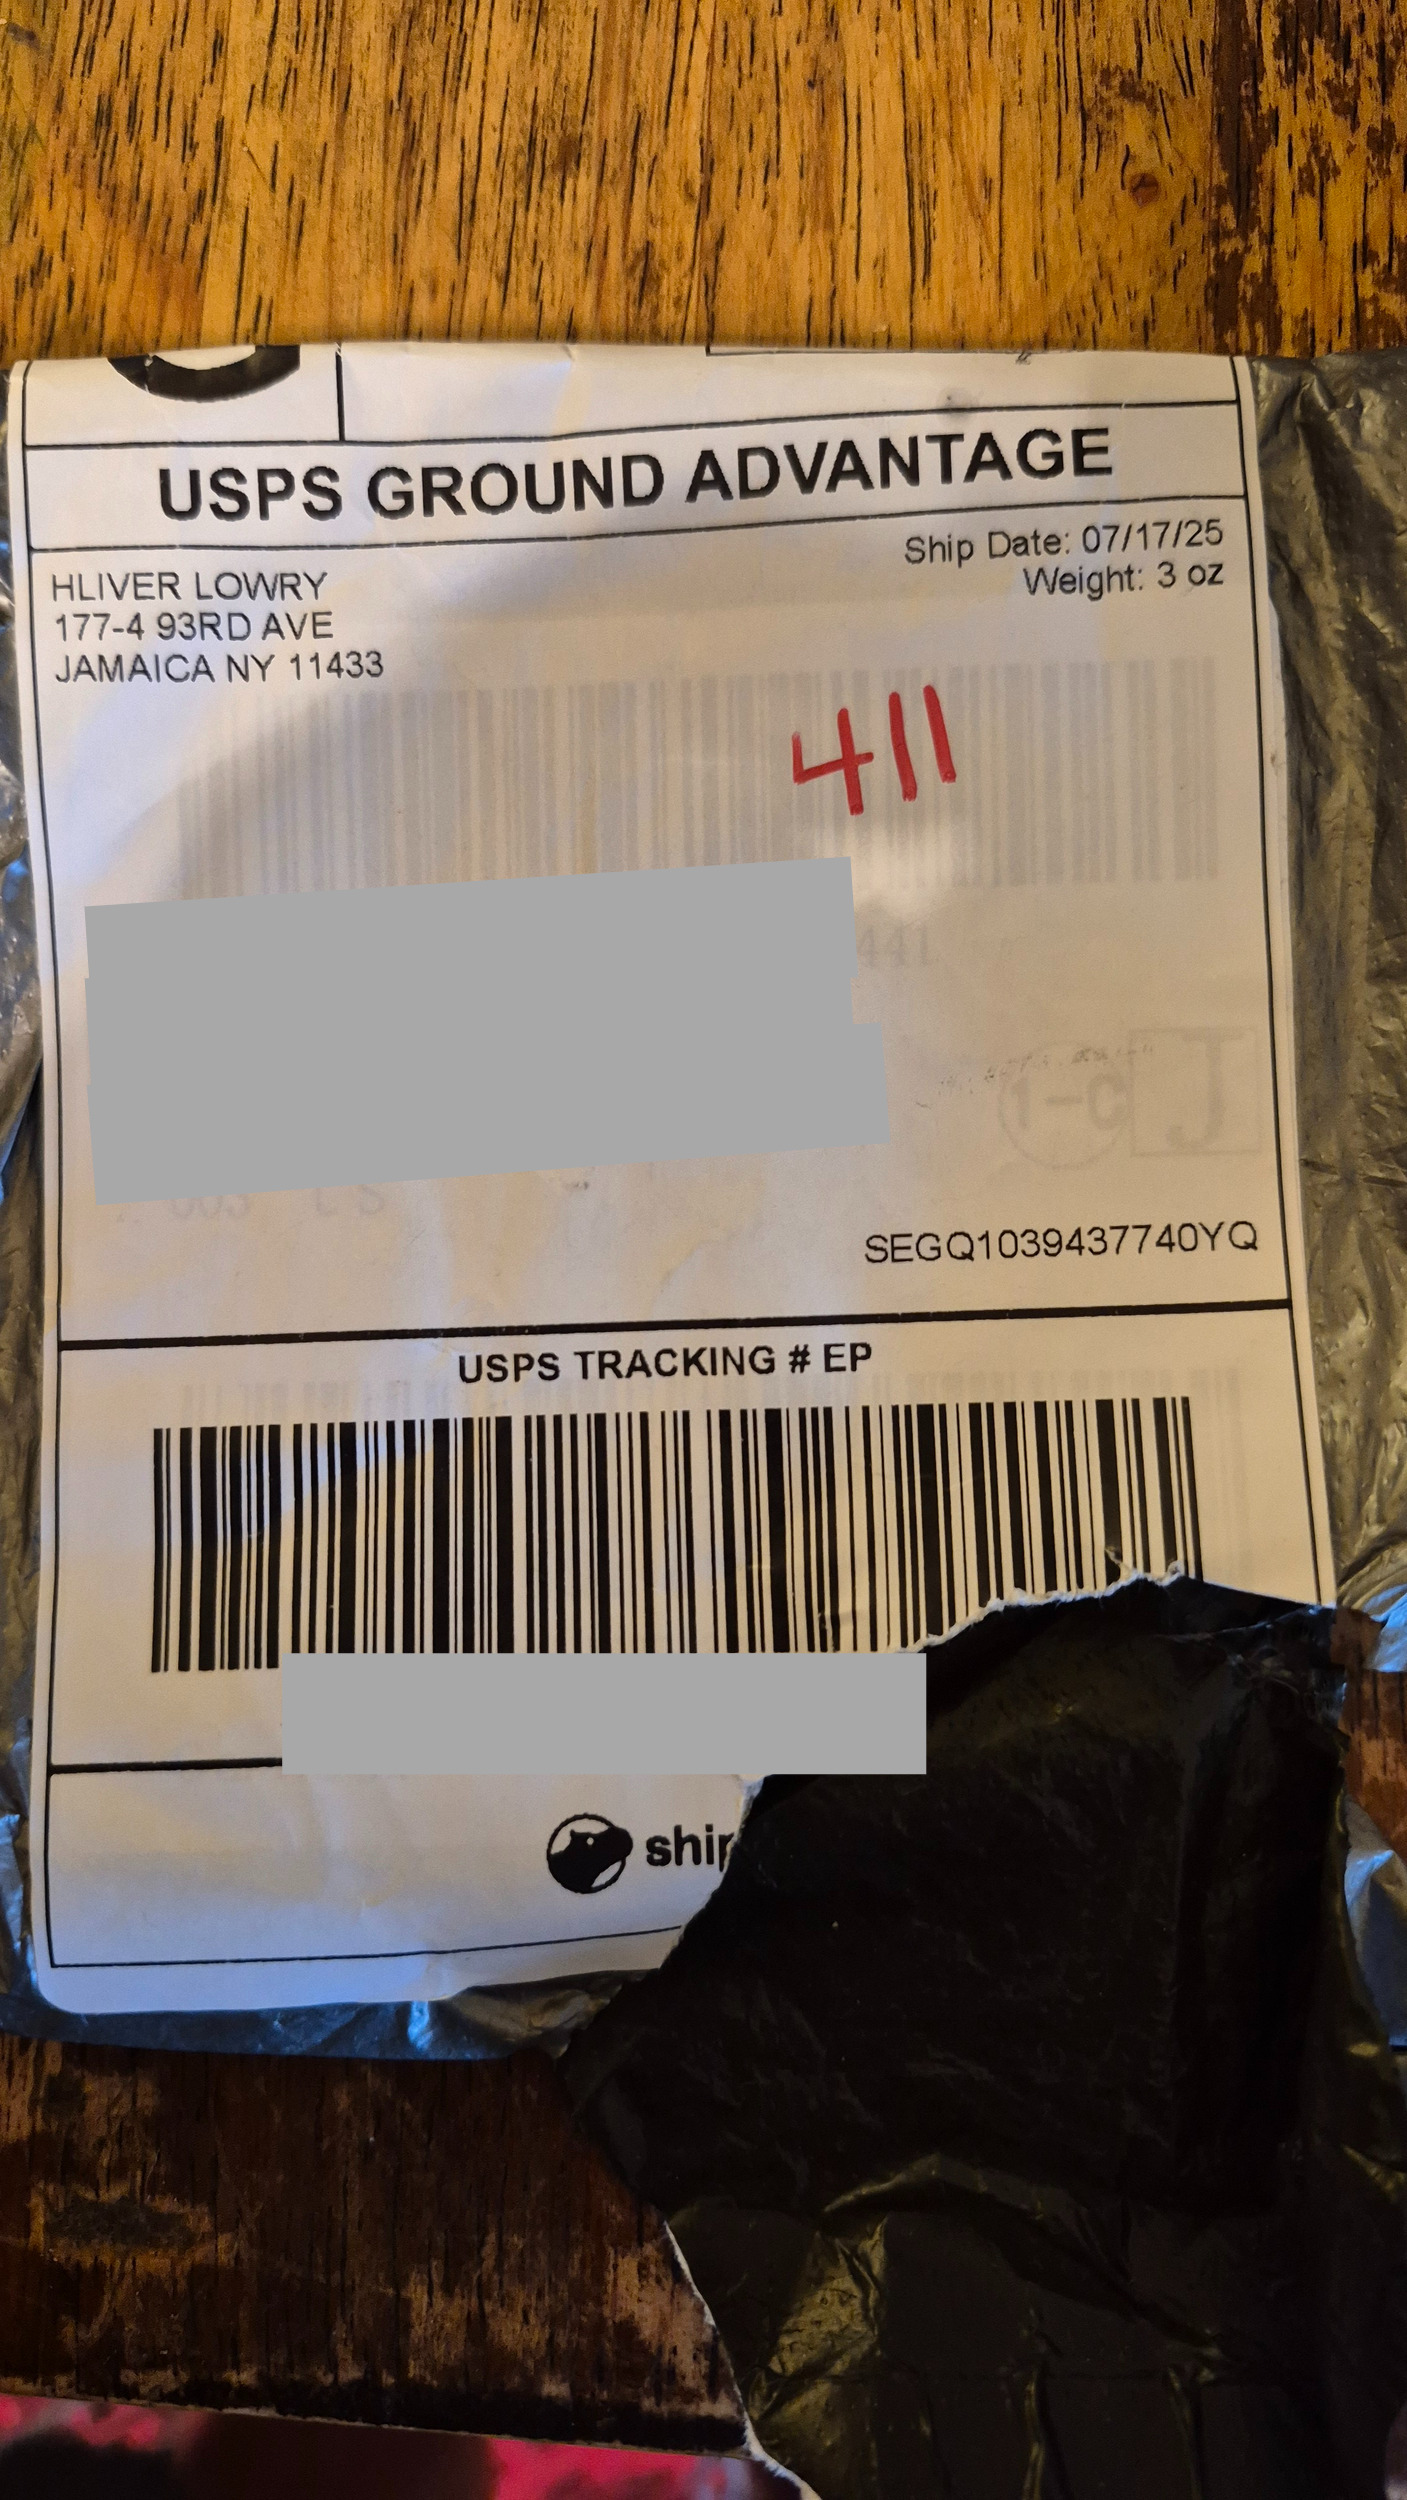 USPS GROUND ADVANTAGE
Ship Date: 07/17/25
Weight: 3 oz
HLIVER LOWRY
177-4 93RD AVE
JAMAICA NY 11433
411
SEGQ1039437740YQ
USPS TRACKING # EP